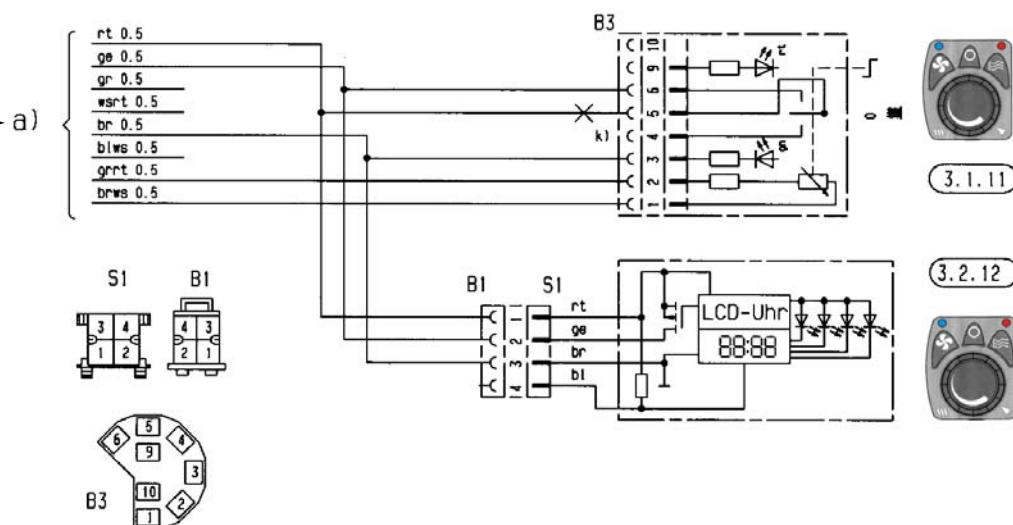 a)
rt 0.5
ge 0.5
gr 0.5
wsrt 0.5
br 0.5
blws 0.5
grrt 0.5
brws 0.5
B3
10
9
6
5
4
3
2
1
k)
rt
gn
0
3.1.11
3.2.12
S1
3 4
1 2
B1
4 3
2 1
B1
S1
1
2
3
4
rt
ge
br
bl
LCD-Uhr
88:88
B3
6
5
4
9
3
10
2
1